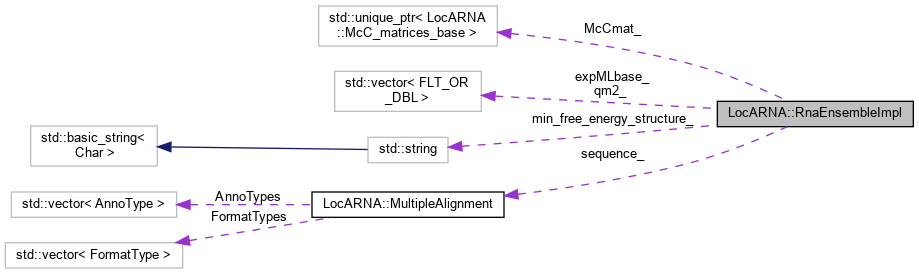 std::unique_ptr< LocARNA
::McC_matrices_base >
McCmat_
std::vector< FLT_OR
_DBL >
expMLbase_
qm2_
LocARNA::RnaEnsembleImpl
min_free_energy_structure_
std::basic_string<
Char >
std::string
sequence_
std::vector< AnnoType >
AnnoTypes
LocARNA::MultipleAlignment
FormatTypes
std::vector< FormatType >